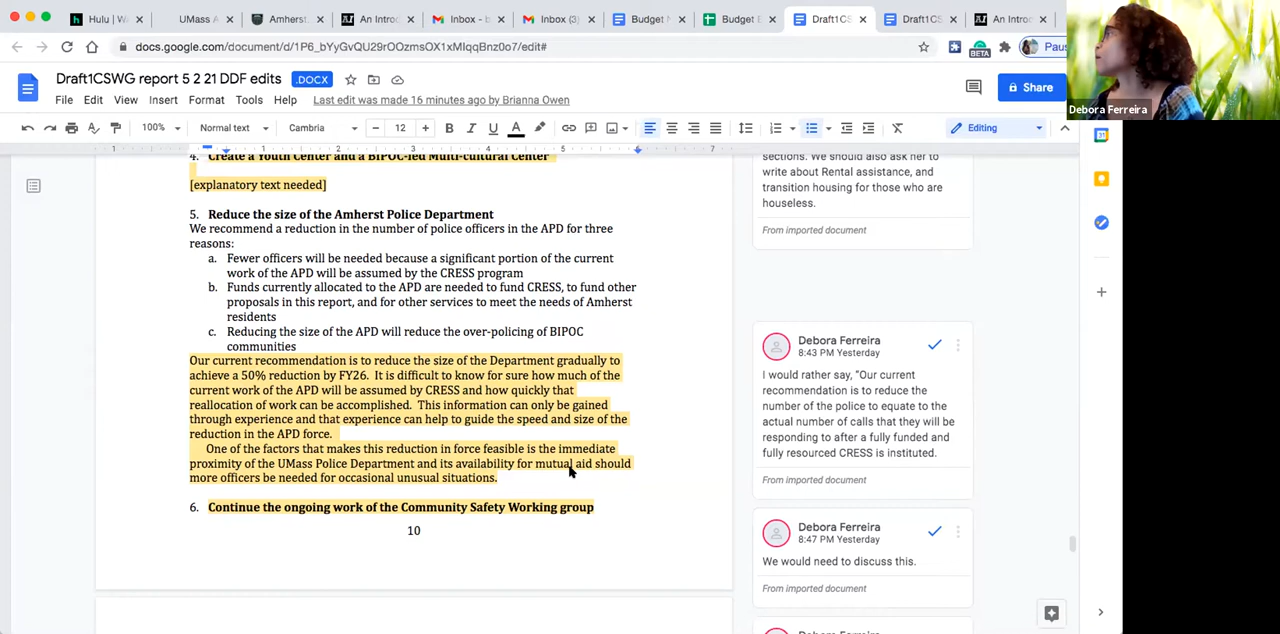 Hulu | W
UMass A
Amherst
An Introd
Inbox - b
Inbox (3)
Budget N
Budget E
Draft1CS
Draft1CS
An Introd
docs.google.com/document/d/1P6_bYyGvQU29rOOzmsOX1xMIqqBnz0o7/edit#
BETA
Paus
Debora Ferreira
Draft1CSWG report 5 2 21 DDF edits
.DOCX
Share
File Edit View Insert Format Tools Help Last edit was made 16 minutes ago by Brianna Owen
100% Normal text Cambria 12 B I U A Editing
1 1 2 3 4 5 7
4. Create a Youth Center and a BIPOC-led Multi-cultural Center
[explanatory text needed]
5. Reduce the size of the Amherst Police Department
We recommend a reduction in the number of police officers in the APD for three
reasons:
a. Fewer officers will be needed because a significant portion of the current
work of the APD will be assumed by the CRESS program
b. Funds currently allocated to the APD are needed to fund CRESS, to fund other
proposals in this report, and for other services to meet the needs of Amherst
residents
c. Reducing the size of the APD will reduce the over-policing of BIPOC
communities
Our current recommendation is to reduce the size of the Department gradually to
achieve a 50% reduction by FY26. It is difficult to know for sure how much of the
current work of the APD will be assumed by CRESS and how quickly that
reallocation of work can be accomplished. This information can only be gained
through experience and that experience can help to guide the speed and size of the
reduction in the APD force.
One of the factors that makes this reduction in force feasible is the immediate
proximity of the UMass Police Department and its availability for mutual aid should
more officers be needed for occasional unusual situations.
6. Continue the ongoing work of the Community Safety Working group
10
sections. We should also ask her to
write about Rental assistance, and
transition housing for those who are
houseless.
From imported document
Debora Ferreira
8:43 PM Yesterday
I would rather say, "Our current
recommendation is to reduce the
number of the police to equate to the
actual number of calls that they will be
responding to after a fully funded and
fully resourced CRESS is instituted.
From imported document
Debora Ferreira
8:47 PM Yesterday
We would need to discuss this.
From imported document